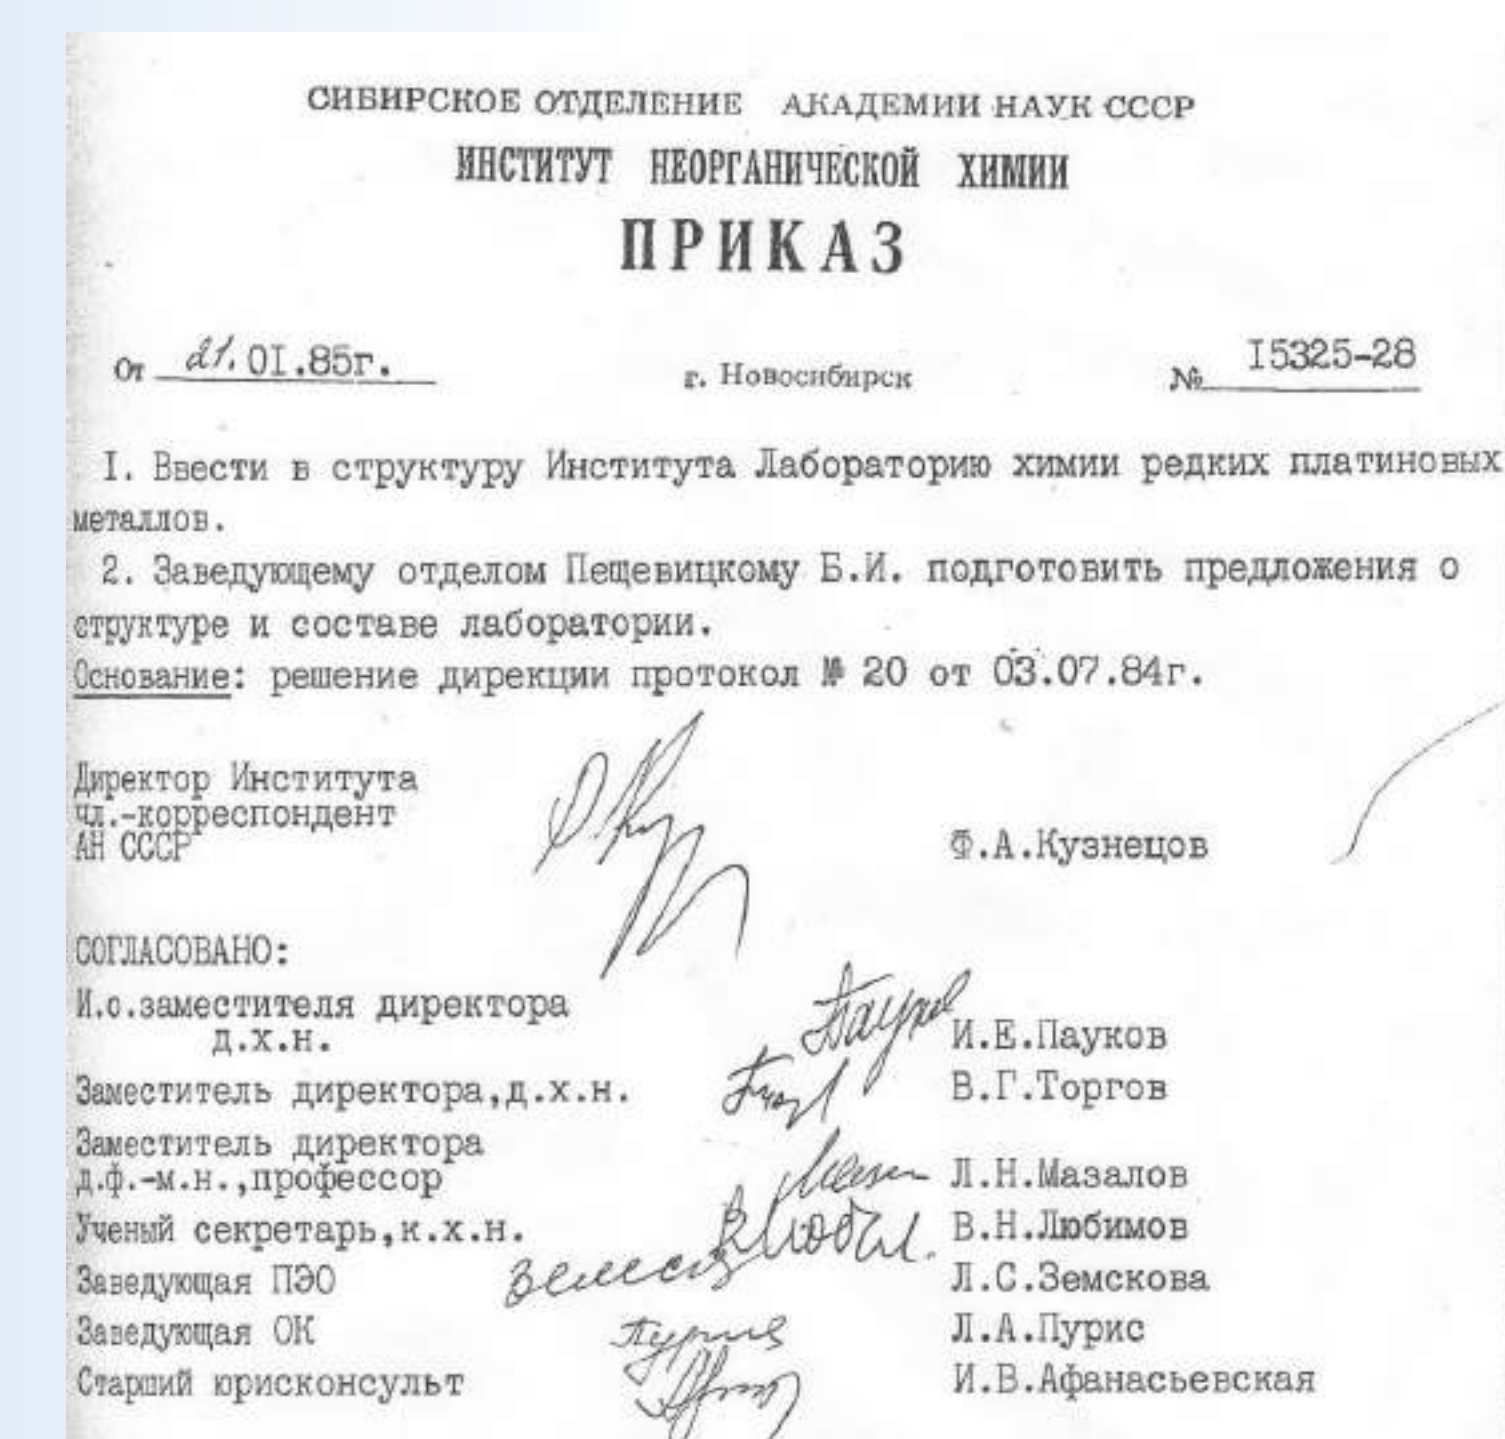 СИБИРСКОЕ ОТДЕЛЕНИЕ АКАДЕМИИ НАУК СССР
ИНСТИТУТ НЕОРГАНИЧЕСКОЙ ХИМИИ
ПРИКАЗ
От 21.01.85г. г. Новосибирск № I5325-28
I. Ввести в структуру Института Лабораторию химии редких платиновых
металлов.
2. Заведующему отделом Пещевицкому Б.И. подготовить предложения о
структуре и составе лаборатории.
Основание: решение дирекции протокол № 20 от 03.07.84г.
Директор Института
чл.-корреспондент
АН СССР Ф.А.Кузнецов
СОГЛАСОВАНО:
И.о.заместителя директора
д.х.н. И.Е.Пауков
Заместитель директора,д.х.н. В.Г.Торгов
Заместитель директора
д.ф.-м.н.,профессор Л.Н.Мазалов
Ученый секретарь,к.х.н. В.Н.Любимов
Заведующая ПЭО Л.С.Земскова
Заведующая ОК Л.А.Пурис
Старший юрисконсульт И.В.Афанасьевская